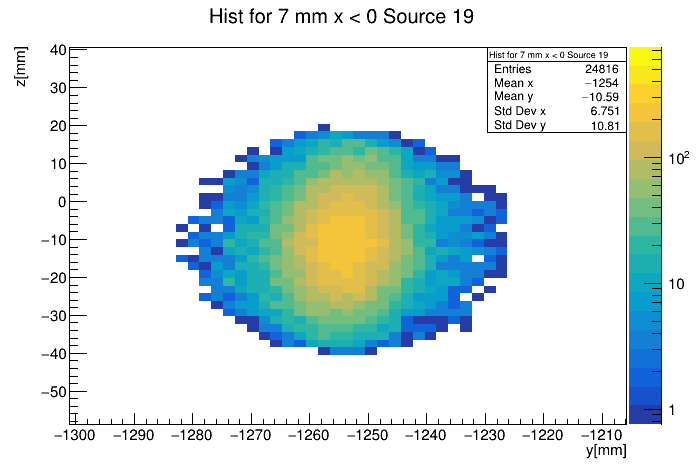 Hist for 7 mm x < 0 Source 19
Hist for 7 mm x < 0 Source 19
Entries 24816
Mean x −1254
Mean y −10.59
Std Dev x 6.751
Std Dev y 10.81
z[mm]
40
30
20
10
0
−10
−20
−30
−40
−50
10²
10
1
−1300 −1290 −1280 −1270 −1260 −1250 −1240 −1230 −1220 −1210
y[mm]